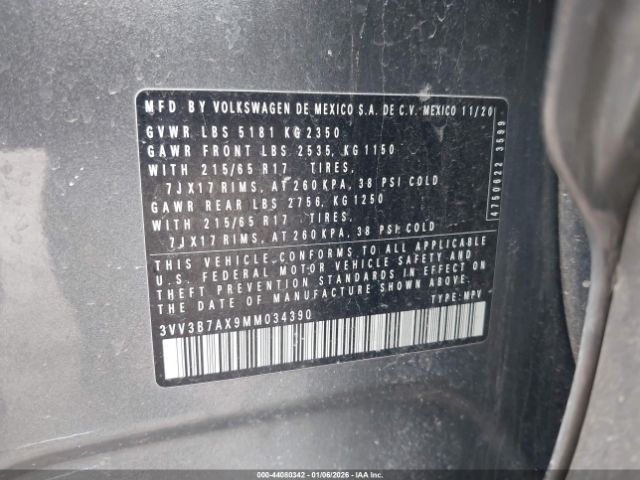 MFD BY VOLKSWAGEN DE MEXICO S.A. DE C.V. MEXICO 11/20
GVWR LBS 5181 KG 2350
GAWR FRONT LBS 2535, KG 1150
WITH 215/65 R17 TIRES,
7JX17 RIMS, AT 260 KPA, 38 PSI COLD
GAWR REAR LBS 2756, KG 1250
WITH 215/65 R17 TIRES,
7JX17 RIMS, AT 260 KPA, 38 PSI COLD
THIS VEHICLE CONFORMS TO ALL APPLICABLE
U.S. FEDERAL MOTOR VEHICLE SAFETY AND
THEFT PREVENTION STANDARDS IN EFFECT ON
THE DATE OF MANUFACTURE SHOWN ABOVE.
TYPE: MPV
3VV3B7AX9MM034390
4750622 3599
000-44080342 | 01/06/2026 | IAA, Inc.